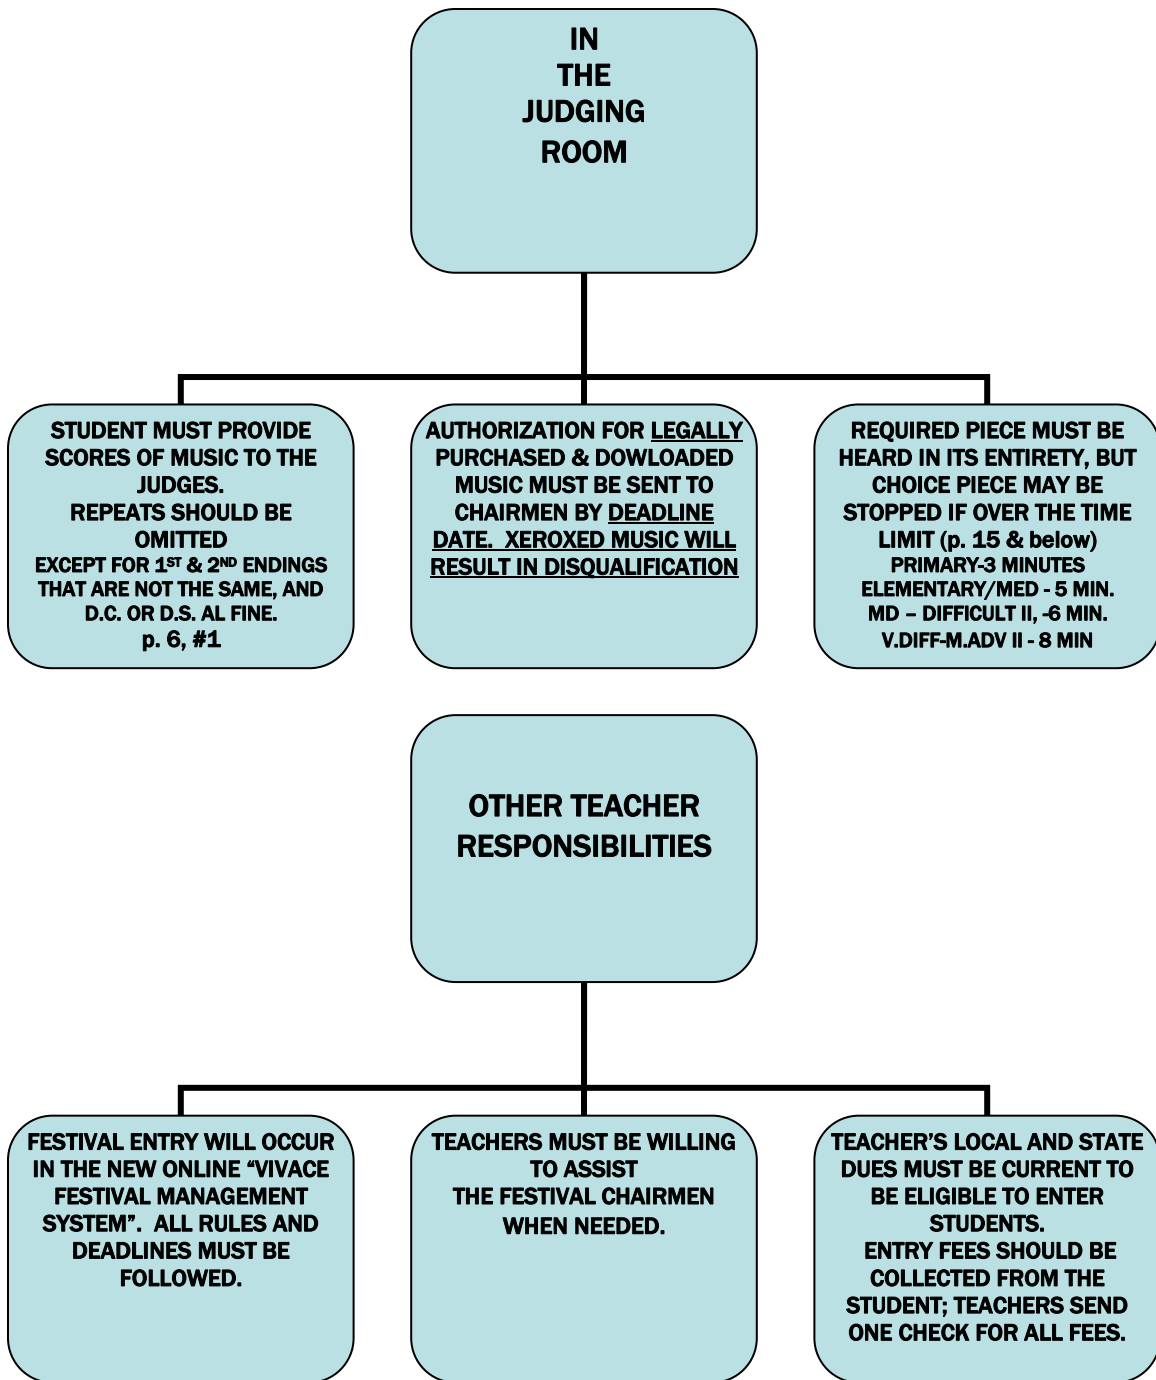 IN
THE
JUDGING
ROOM
STUDENT MUST PROVIDE
SCORES OF MUSIC TO THE
JUDGES.
REPEATS SHOULD BE
OMITTED
EXCEPT FOR 1ST & 2ND ENDINGS
THAT ARE NOT THE SAME, AND
D.C. OR D.S. AL FINE.
p. 6, #1
AUTHORIZATION FOR LEGALLY
PURCHASED & DOWLOADED
MUSIC MUST BE SENT TO
CHAIRMEN BY DEADLINE
DATE. XEROXED MUSIC WILL
RESULT IN DISQUALIFICATION
REQUIRED PIECE MUST BE
HEARD IN ITS ENTIRETY, BUT
CHOICE PIECE MAY BE
STOPPED IF OVER THE TIME
LIMIT (p. 15 & below)
PRIMARY-3 MINUTES
ELEMENTARY/MED - 5 MIN.
MD – DIFFICULT II, -6 MIN.
V.DIFF-M.ADV II - 8 MIN
OTHER TEACHER
RESPONSIBILITIES
FESTIVAL ENTRY WILL OCCUR
IN THE NEW ONLINE “VIVACE
FESTIVAL MANAGEMENT
SYSTEM”. ALL RULES AND
DEADLINES MUST BE
FOLLOWED.
TEACHERS MUST BE WILLING
TO ASSIST
THE FESTIVAL CHAIRMEN
WHEN NEEDED.
TEACHER’S LOCAL AND STATE
DUES MUST BE CURRENT TO
BE ELIGIBLE TO ENTER
STUDENTS.
ENTRY FEES SHOULD BE
COLLECTED FROM THE
STUDENT; TEACHERS SEND
ONE CHECK FOR ALL FEES.